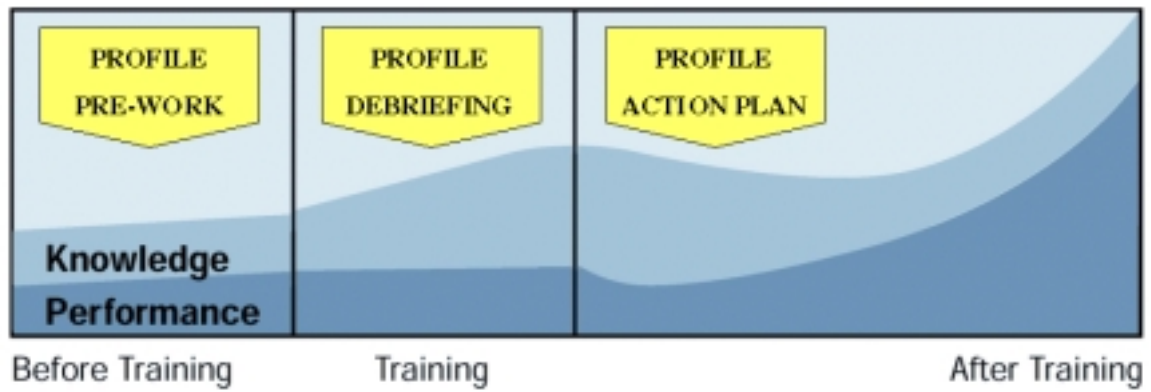 PROFILE
PRE-WORK
PROFILE
DEBRIEFING
PROFILE
ACTION PLAN
Knowledge
Performance
Before Training
Training
After Training